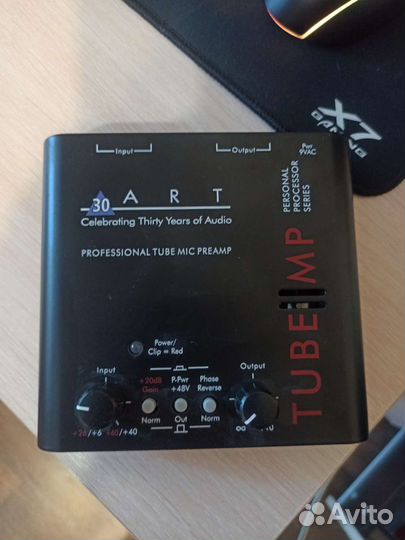 X7
GAMING
Input
Output
Pwr
9VAC
30
ART
Celebrating Thirty Years of Audio
PROFESSIONAL TUBE MIC PREAMP
TUBE MP
PERSONAL
PROCESSOR
SERIES
Power/
Clip = Red
Input
+20dB
Gain
P-Pwr
+48V
Phase
Reverse
Output
+26/+6
+60/+40
Norm
Out
Norm
∞
Avito